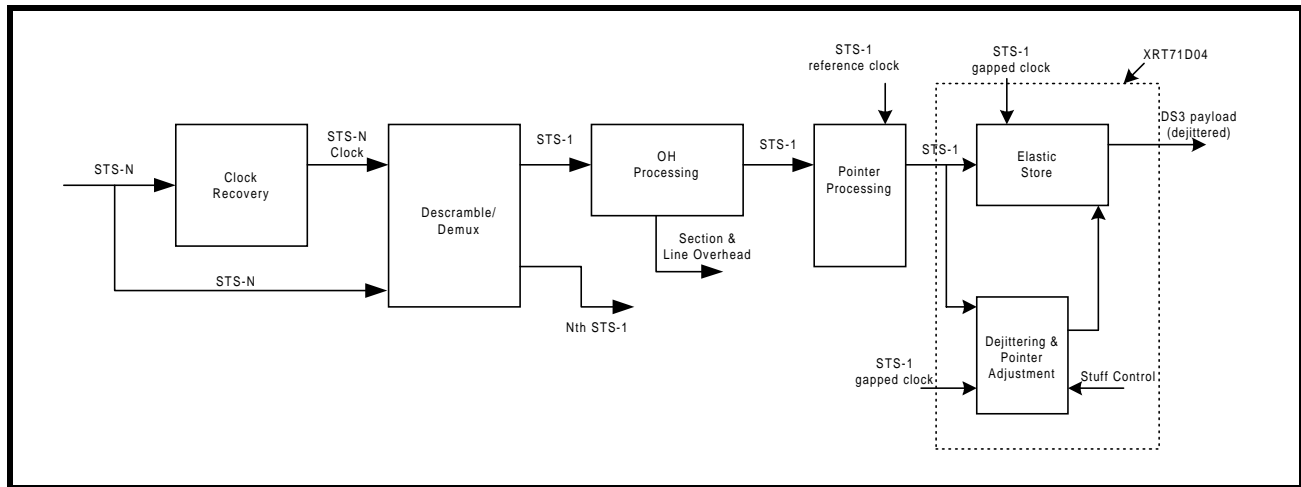 STS-N
Clock
Recovery
STS-N
Clock
STS-N
Descramble/
Demux
STS-1
Nth STS-1
OH
Processing
Section &
Line Overhead
STS-1
STS-1
reference clock
Pointer
Processing
STS-1
STS-1
gapped clock
XRT71D04
Elastic
Store
DS3 payload
(dejittered)
Dejittering &
Pointer
Adjustment
STS-1
gapped clock
Stuff Control